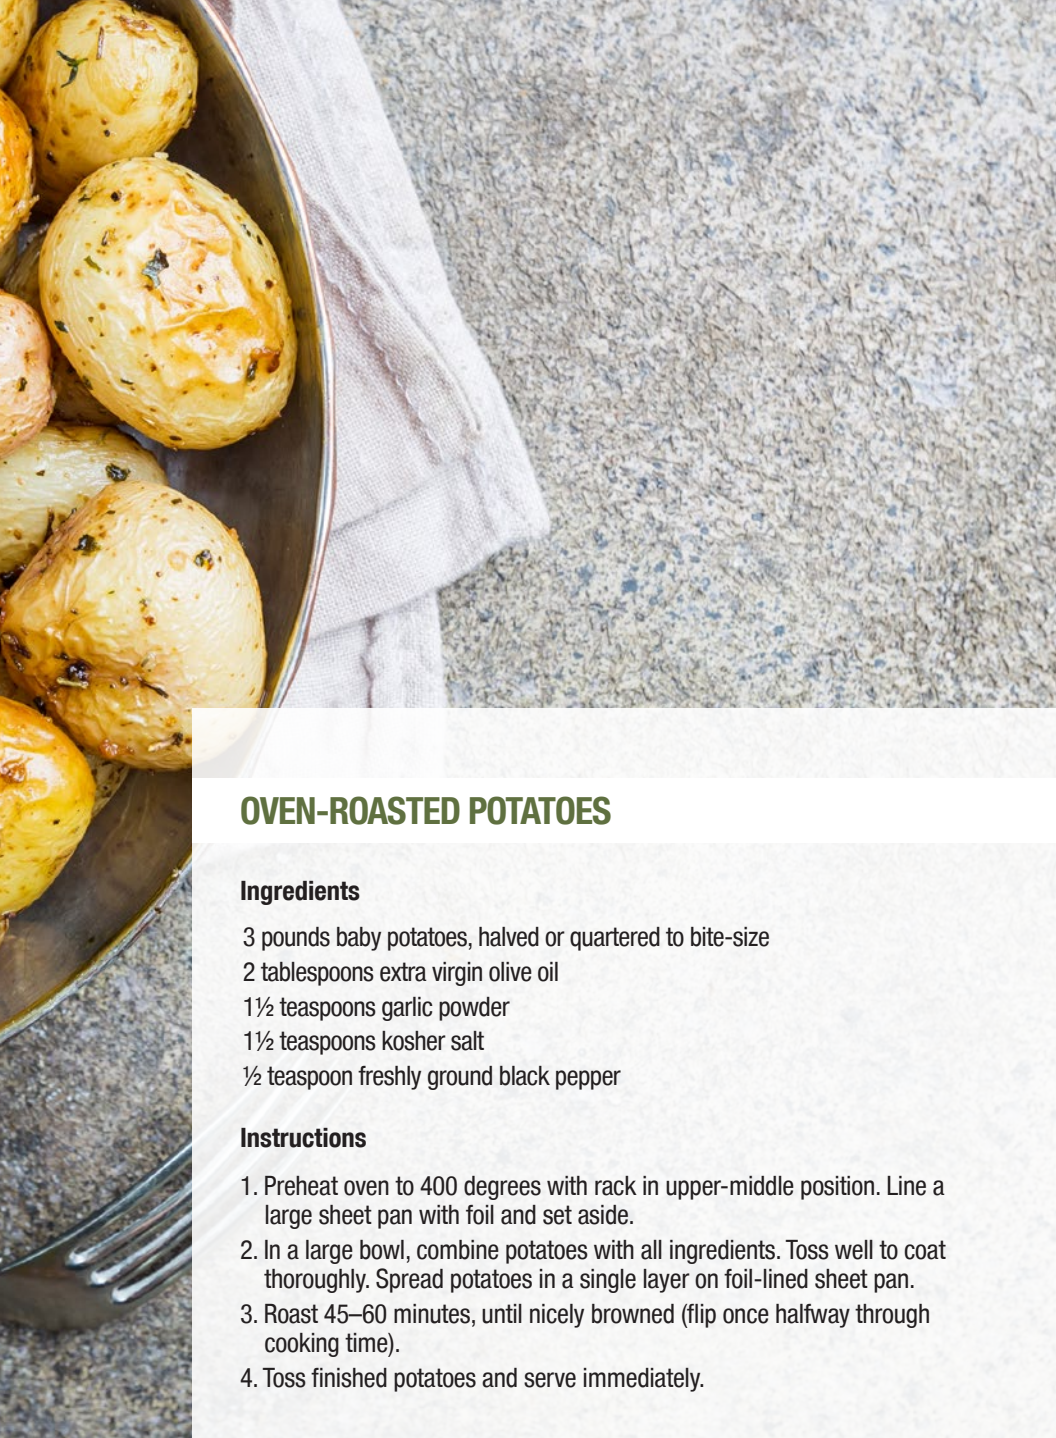 OVEN-ROASTED POTATOES
Ingredients
3 pounds baby potatoes, halved or quartered to bite-size
2 tablespoons extra virgin olive oil
1½ teaspoons garlic powder
1½ teaspoons kosher salt
½ teaspoon freshly ground black pepper
Instructions
1. Preheat oven to 400 degrees with rack in upper-middle position. Line a
large sheet pan with foil and set aside.
2. In a large bowl, combine potatoes with all ingredients. Toss well to coat
thoroughly. Spread potatoes in a single layer on foil-lined sheet pan.
3. Roast 45–60 minutes, until nicely browned (flip once halfway through
cooking time).
4. Toss finished potatoes and serve immediately.